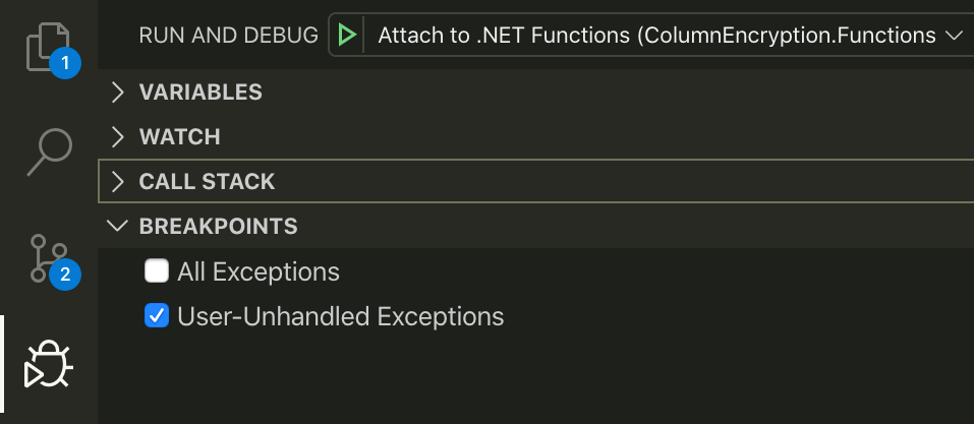 1
2
RUN AND DEBUG
Attach to .NET Functions (ColumnEncryption.Functions
VARIABLES
WATCH
CALL STACK
BREAKPOINTS
All Exceptions
User-Unhandled Exceptions